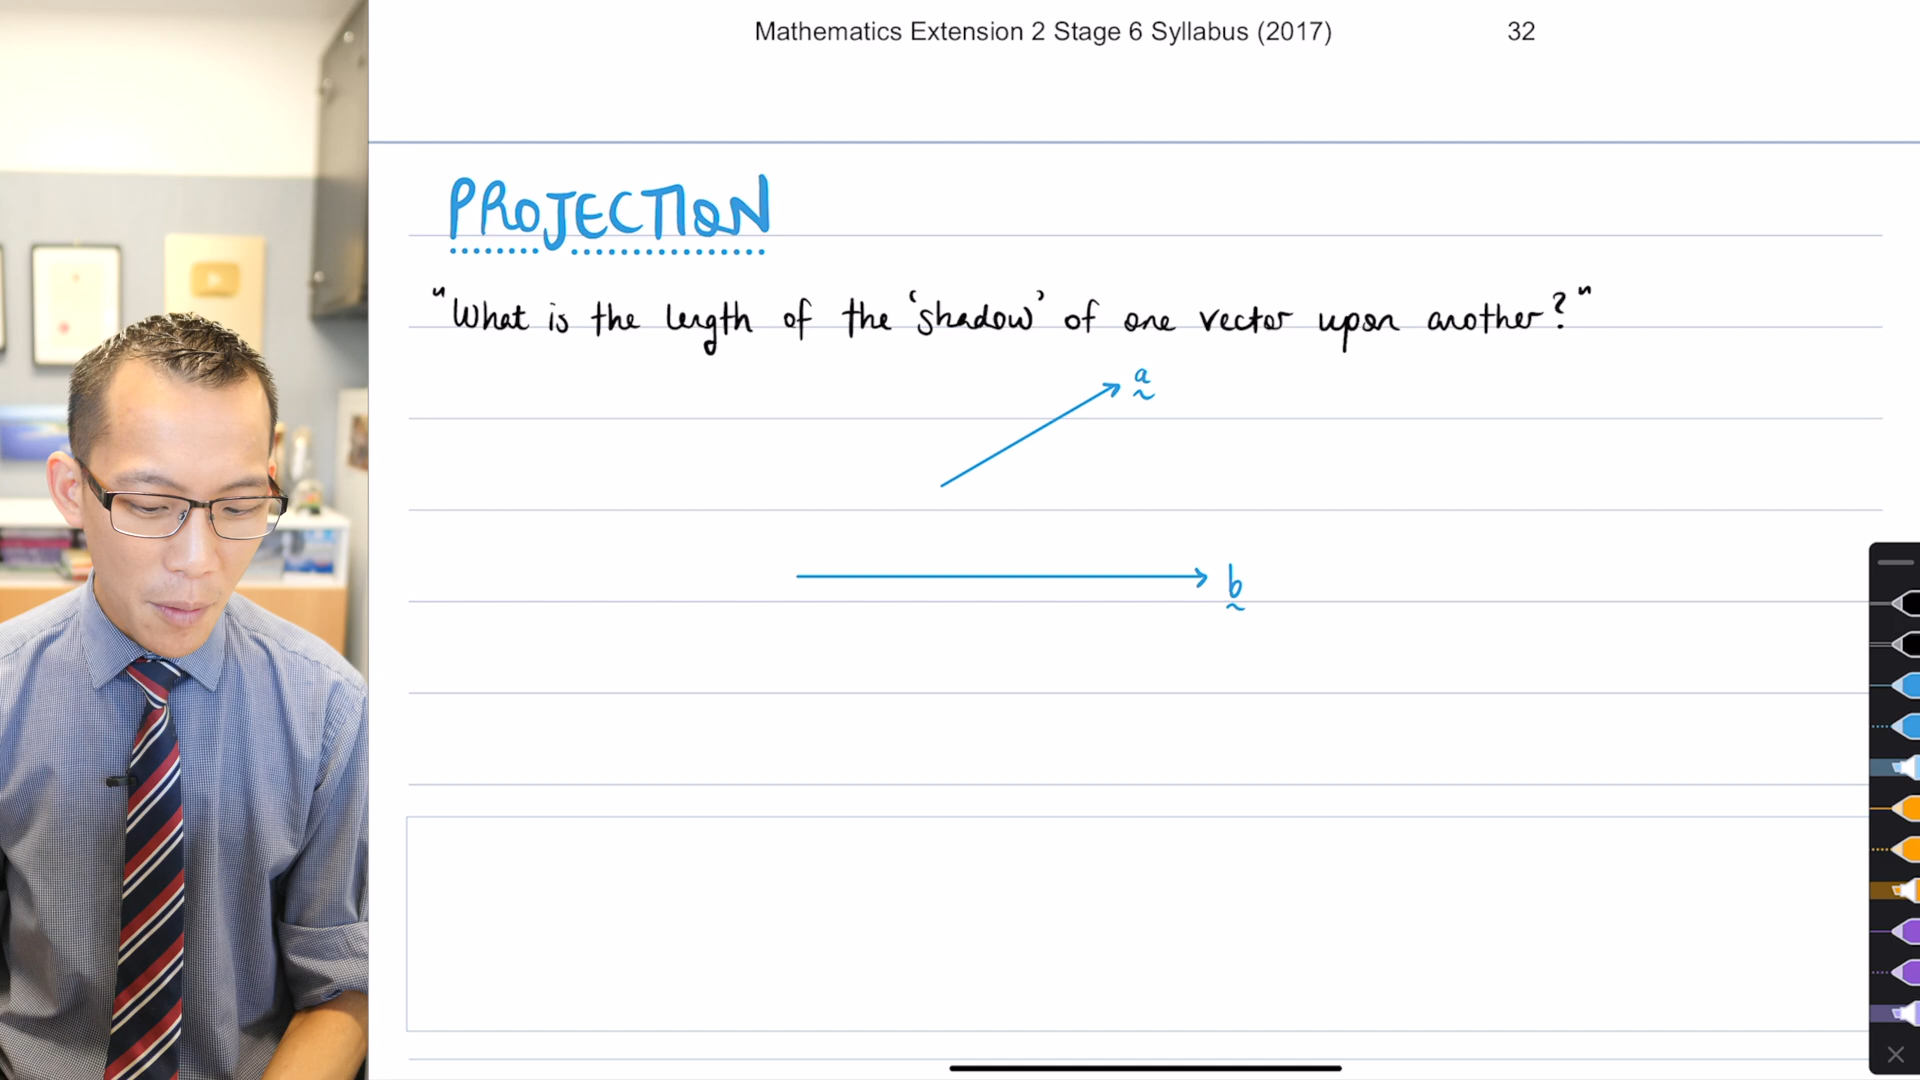 Mathematics Extension 2 Stage 6 Syllabus (2017) 32
PROJECTION
"What is the length of the 'shadow' of one vector upon another?"
a
b